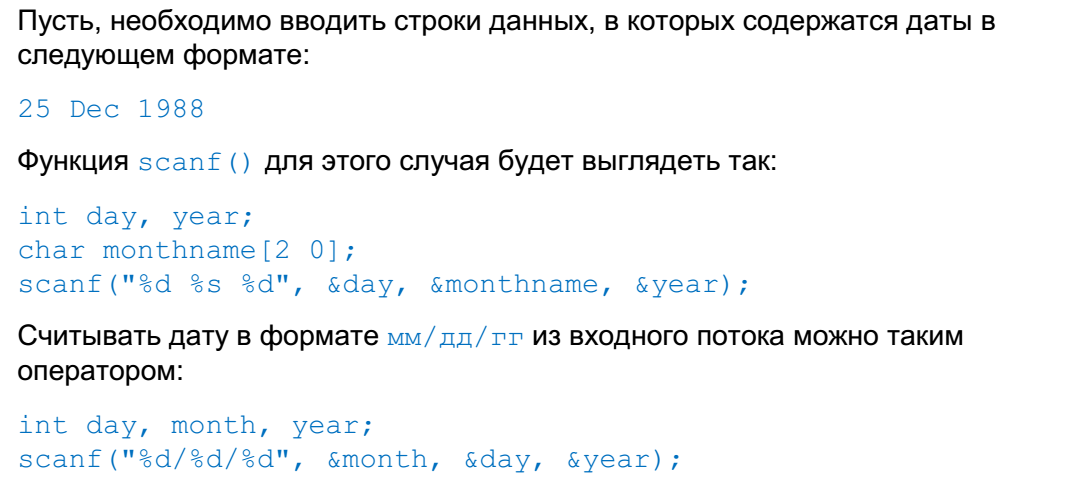 Пусть, необходимо вводить строки данных, в которых содержатся даты в
следующем формате:
25 Dec 1988
Функция scanf() для этого случая будет выглядеть так:
int day, year;
char monthname[2 0];
scanf("%d %s %d", &day, &monthname, &year);
Считывать дату в формате мм/дд/гг из входного потока можно таким
оператором:
int day, month, year;
scanf("%d/%d/%d", &month, &day, &year);